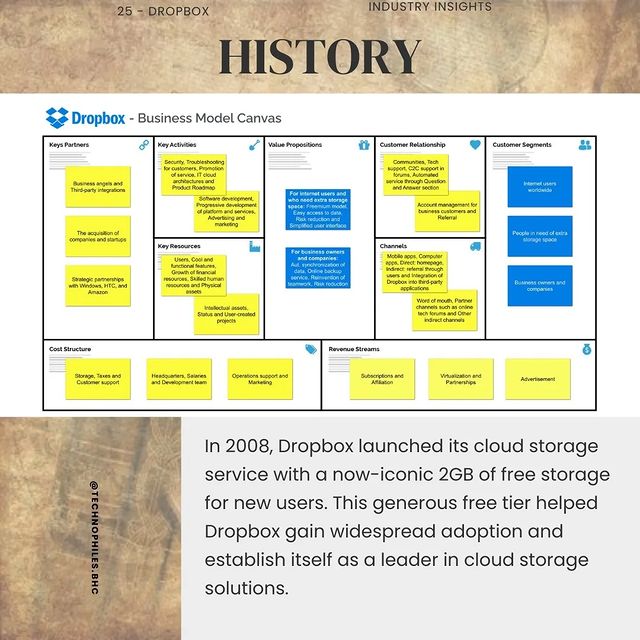 25 - DROPBOX
INDUSTRY INSIGHTS
HISTORY
Dropbox - Business Model Canvas
Keys Partners
Business angels and
Third-party integrations
The acquisition of
companies and startups
Strategic partnerships
with Windows, HTC, and
Amazon
Key Activities
Security, Troubleshooting
for customers, Promotion
of service, IT cloud
architectures and
Product Roadmap
Software development,
Progressive development
of platform and services,
Advertising and
marketing
Key Resources
Users, Cool and
functional features,
Growth of financial
resources, Skilled human
resources and Physical
assets
Intellectual assets,
Status and User-created
projects
Value Propositions
For internet users and
who need extra storage
space: Freemium model,
Easy access to data,
Risk reduction and
Simplified user interface
For business owners
and companies:
Aut. synchronization of
data, Online backup
service, Reinvention of
teamwork, Risk reduction
Customer Relationship
Communities, Tech
support, C2C support in
forums, Automated
service through Question
and Answer section
Account management for
business customers and
Referral
Channels
Mobile apps, Computer
apps, Direct: homepage,
Indirect: referral through
users and Integration of
Dropbox into third-party
applications
Word of mouth, Partner
channels such as online
tech forums and Other
indirect channels
Customer Segments
Internet users
worldwide
People in need of extra
storage space
Business owners and
companies
Cost Structure
Storage, Taxes and
Customer support
Headquarters, Salaries
and Development team
Operations support and
Marketing
Revenue Streams
Subscriptions and
Affiliation
Virtualization and
Partnerships
Advertisement
@TECHNOPHILES.BHC
In 2008, Dropbox launched its cloud storage
service with a now-iconic 2GB of free storage
for new users. This generous free tier helped
Dropbox gain widespread adoption and
establish itself as a leader in cloud storage
solutions.